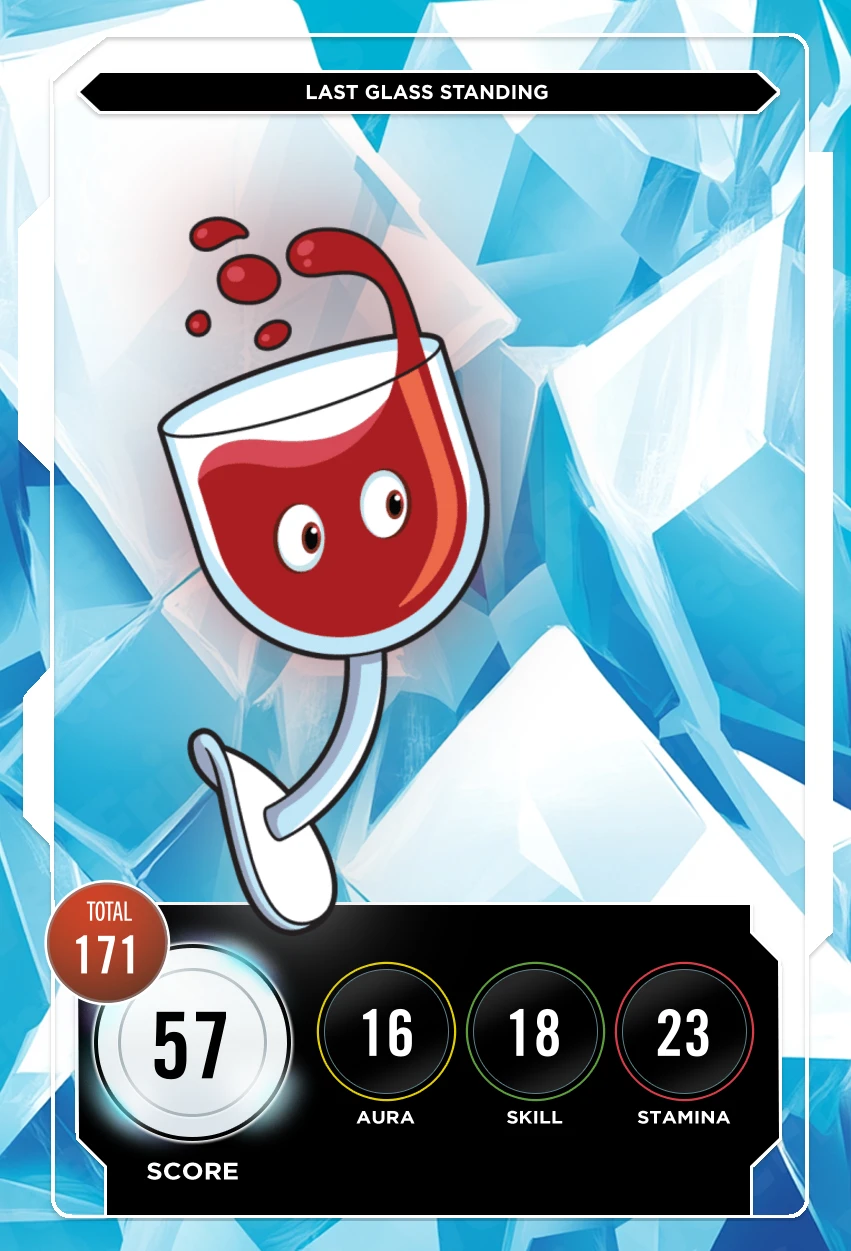 LAST GLASS STANDING
TOTAL
171
57
SCORE
16
AURA
18
SKILL
23
STAMINA